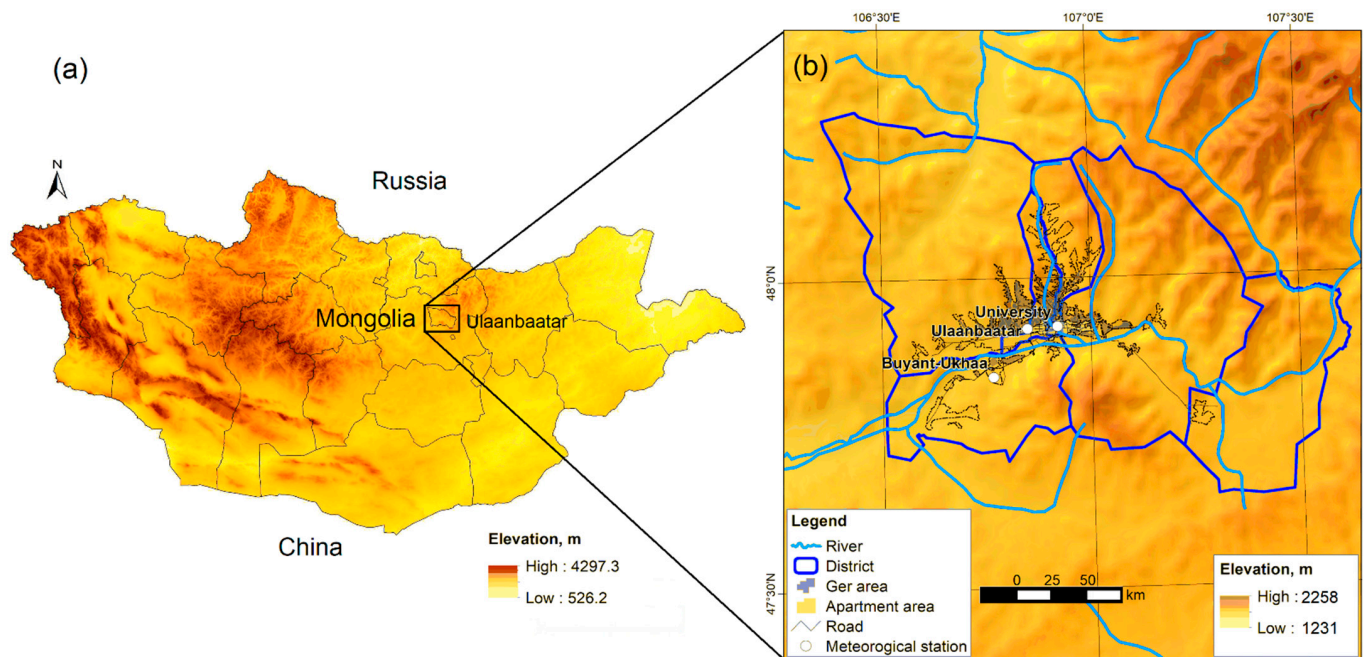 (a)
N
Russia
Mongolia
Ulaanbaatar
China
Elevation, m
High : 4297.3
Low : 526.2
106°30'E
107°0'E
107°30'E
(b)
48°0'N
47°30'N
University
Ulaanbaatar
Buyant-Ukhaa
Legend
River
District
Ger area
Apartment area
Road
Meteorogical station
0 25 50
km
Elevation, m
High : 2258
Low : 1231